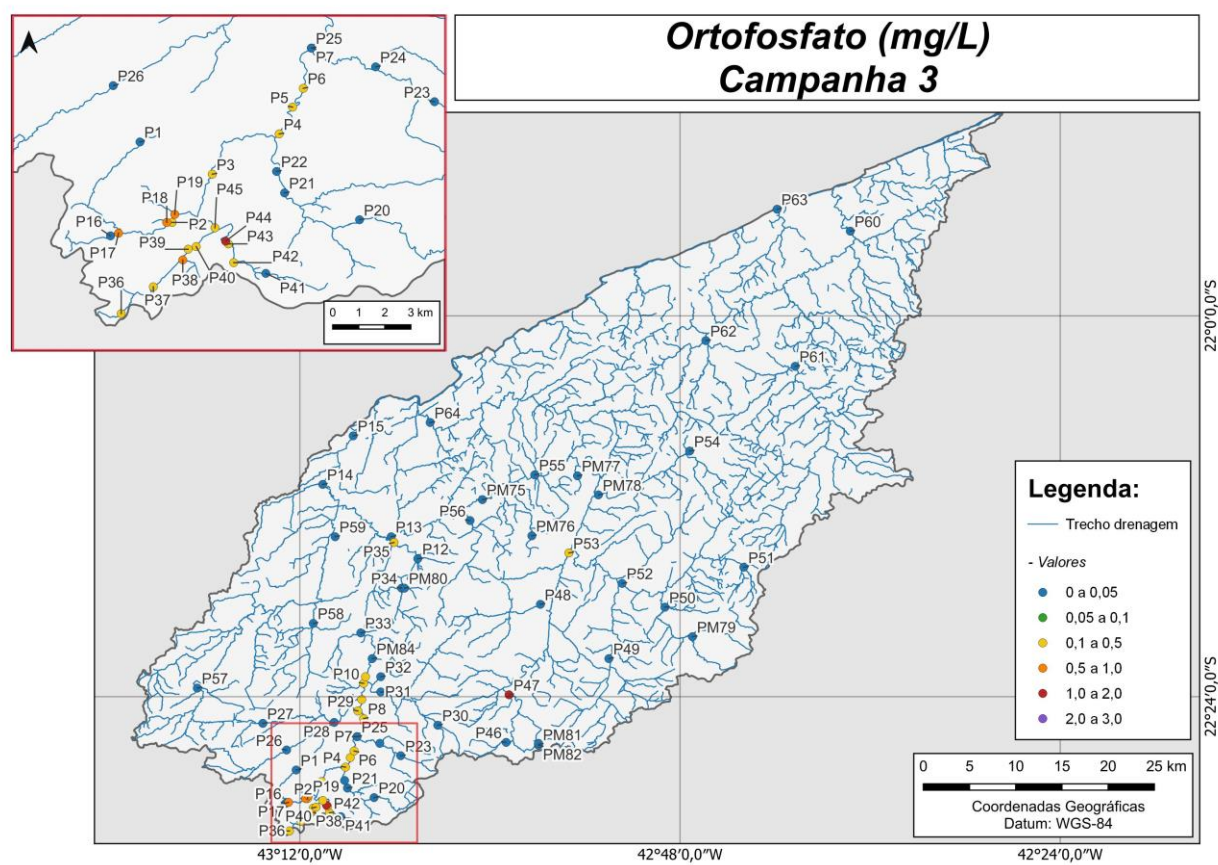 Ortofosfato (mg/L)
Campanha 3
P25
P7
P24
P26
P6
P23
P5
P4
P1
P3
P22
P45
P19
P18
P21
P44
P20
P16
P2
P43
P39
P17
P42
P36
P38
P40
P41
P37
0 1 2 3 km
P63
P60
P62
P61
P64
P15
P54
P55
PM77
P14
PM78
PM75
P56
P59
P13
PM76
P35
P53
P12
P51
P34
PM80
P52
P48
P50
P58
P33
PM79
PM84
P49
P32
P10
P57
P31
P47
P29
P8
P27
P28
P25
P30
P7
P46
PM81
P26
P23
PM82
P4
P6
P1
P21
P19
P16
P2
P20
P42
P17
P40
P38
P41
P36
22°0'0,0"S
22°24'0,0"S
Legenda:
Trecho drenagem
- Valores
0 a 0,05
0,05 a 0,1
0,1 a 0,5
0,5 a 1,0
1,0 a 2,0
2,0 a 3,0
0 5 10 15 20 25 km
Coordenadas Geográficas
Datum: WGS-84
43°12'0,0"W
42°48'0,0"W
42°24'0,0"W